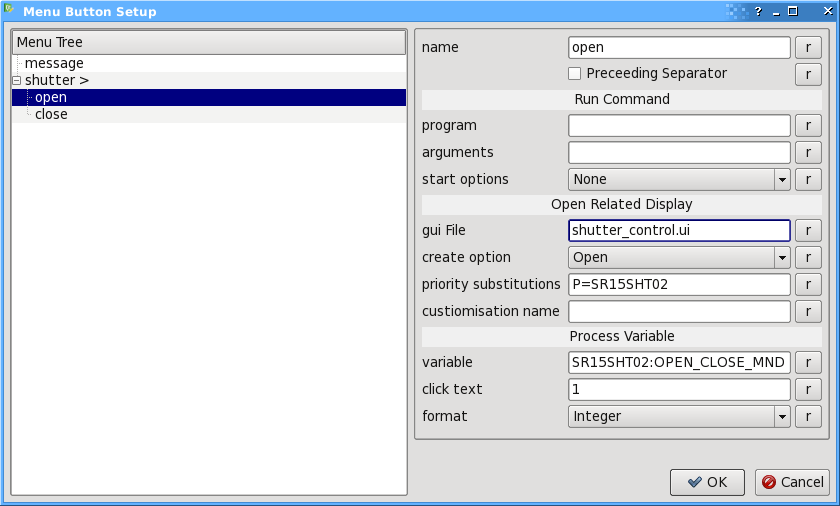 Menu Button Setup
?
Menu Tree
message
shutter >
open
close
name open r
Preceeding Separator r
Run Command
program r
arguments r
start options None r
Open Related Display
gui File shutter_control.ui r
create option Open r
priority substitutions P=SR15SHT02 r
custiomisation name r
Process Variable
variable SR15SHT02:OPEN_CLOSE_MND r
click text 1 r
format Integer r
OK Cancel